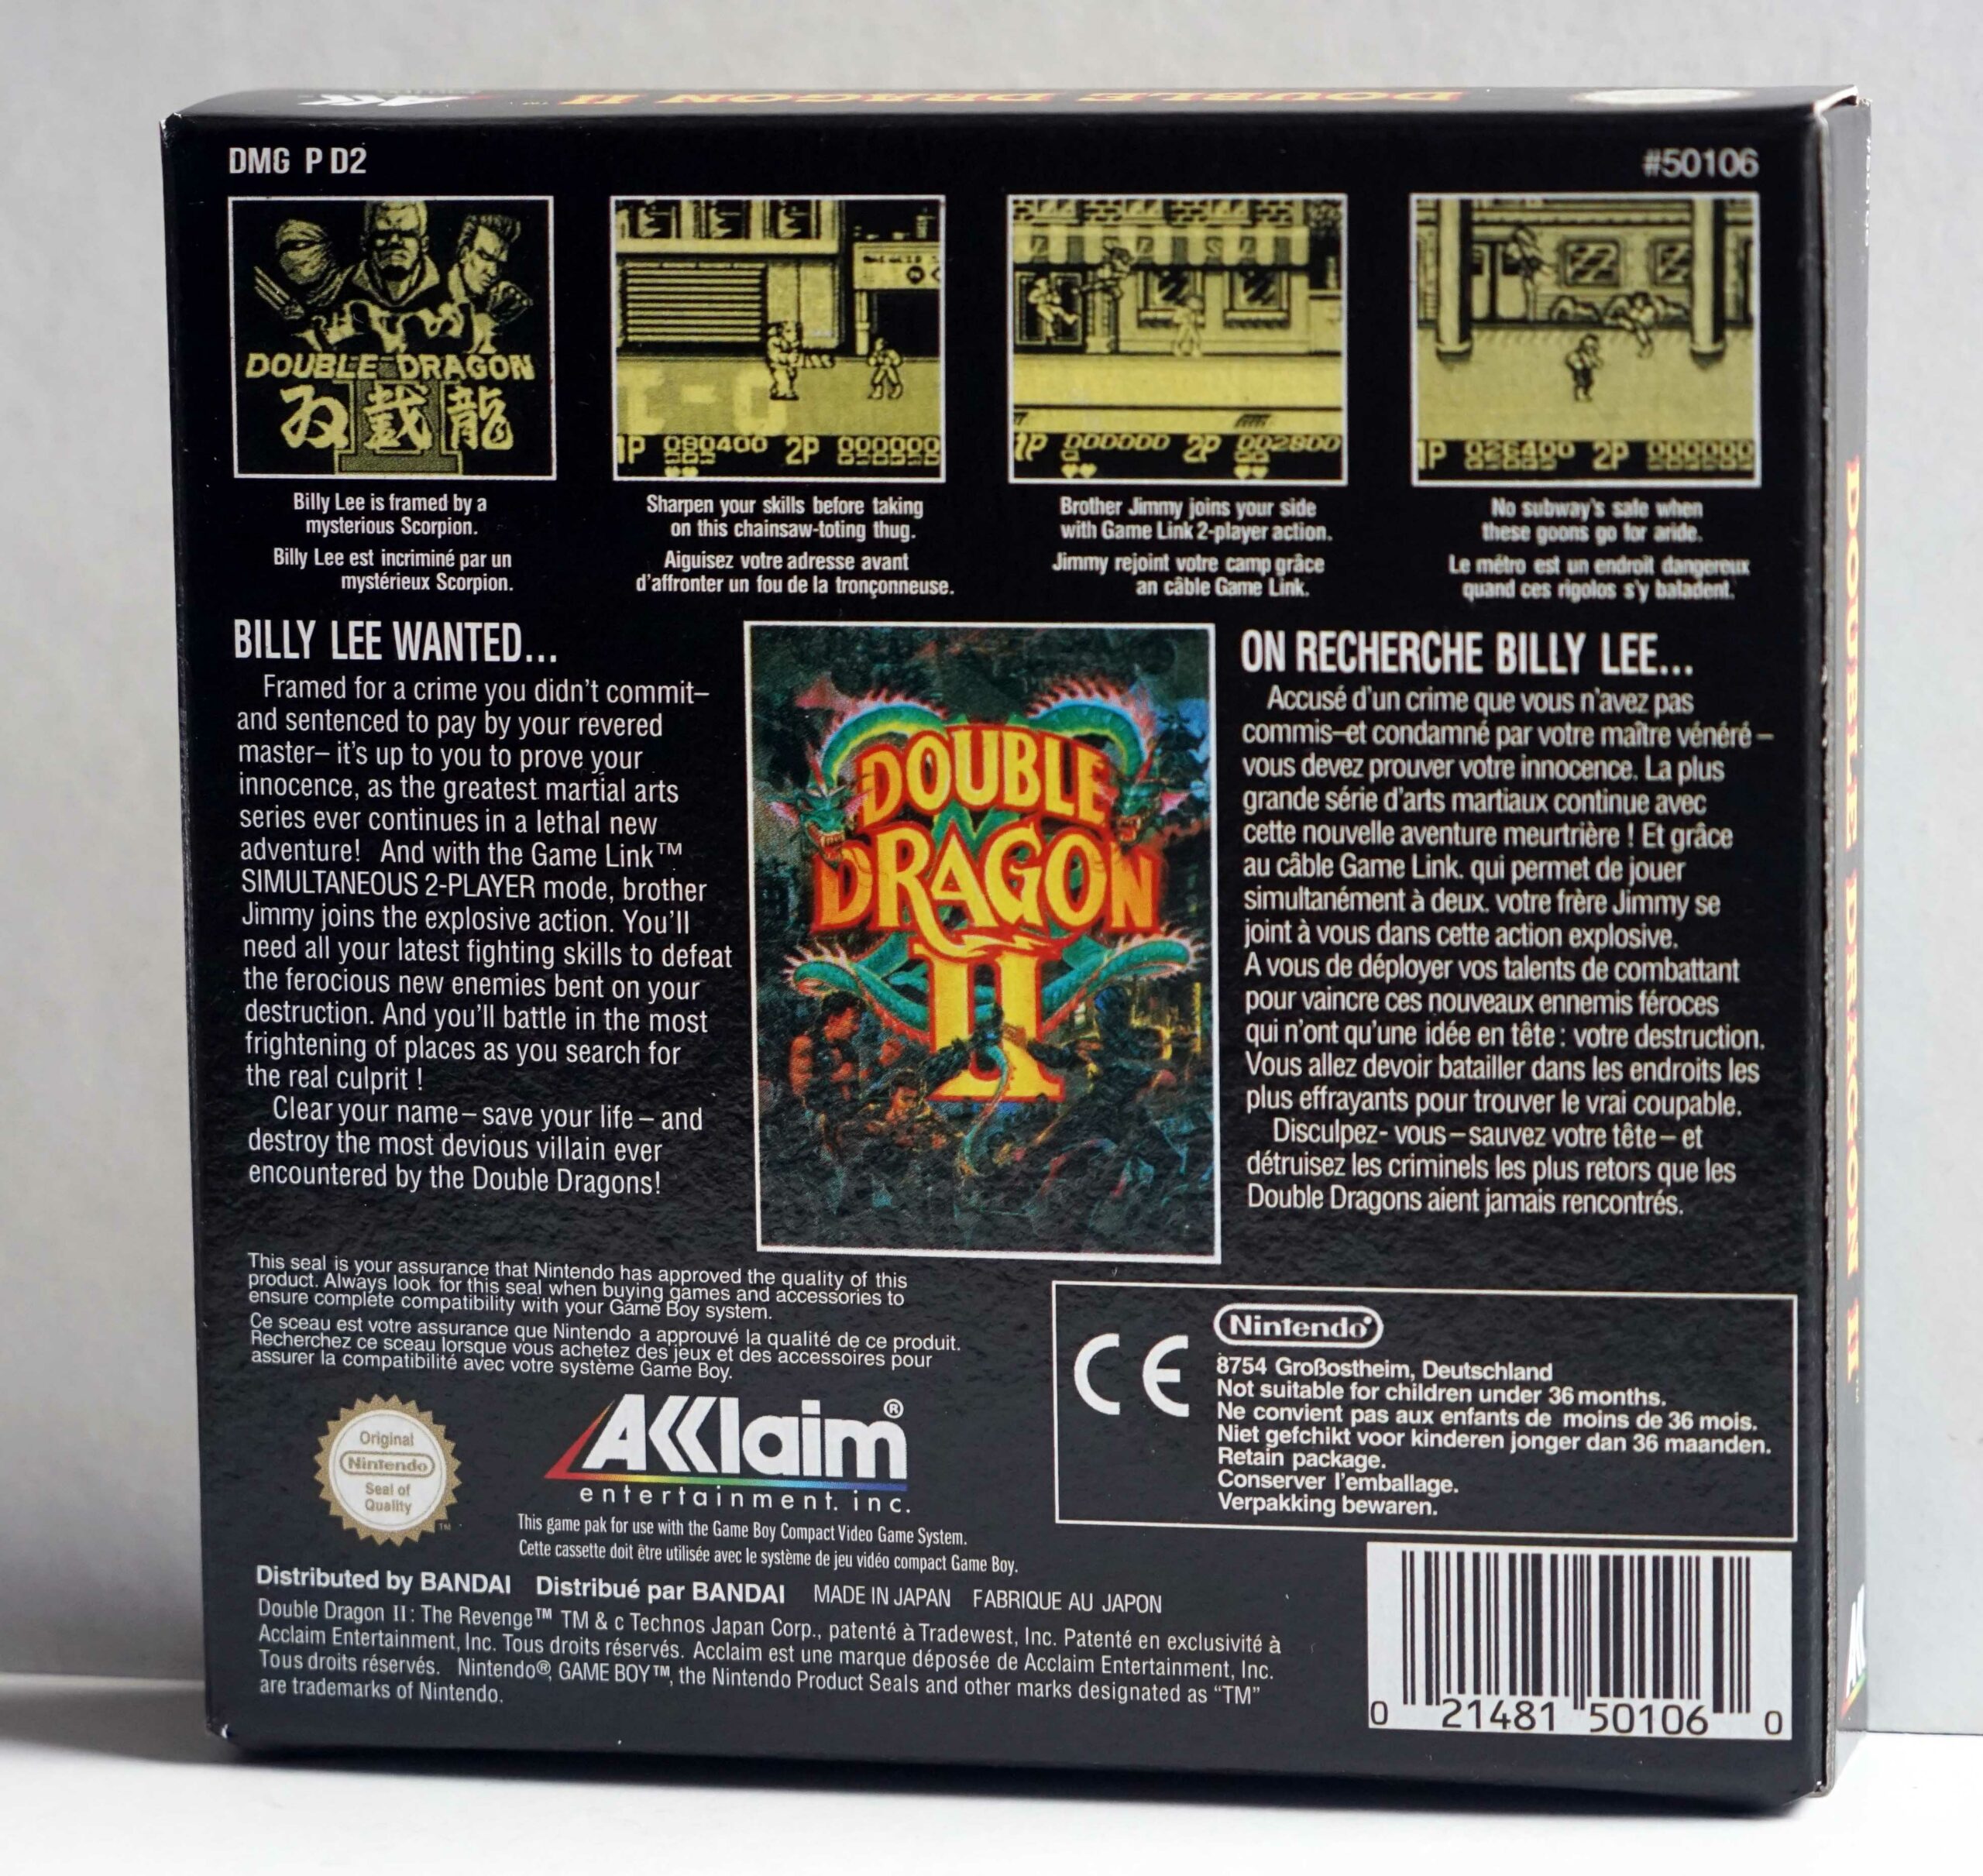 DOUBLE DRAGON II
DMG P D2
#50106
DOUBLE DRAGON
II
双截龍
1P 090400 2P 000000
1P 000000 2P 002800
1P 026400 2P 000000
Billy Lee is framed by a
mysterious Scorpion.
Billy Lee est incriminé par un
mystérieux Scorpion.
Sharpen your skills before taking
on this chainsaw-toting thug.
Aiguisez votre adresse avant
d'affronter un fou de la tronçonneuse.
Brother Jimmy joins your side
with Game Link 2-player action.
Jimmy rejoint votre camp grâce
an câble Game Link.
No subway's safe when
these goons go for aride.
Le métro est un endroit dangereux
quand ces rigolos s'y baladent.
BILLY LEE WANTED...
Framed for a crime you didn't commit–
and sentenced to pay by your revered
master– it's up to you to prove your
innocence, as the greatest martial arts
series ever continues in a lethal new
adventure! And with the Game Link™
SIMULTANEOUS 2-PLAYER mode, brother
Jimmy joins the explosive action. You'll
need all your latest fighting skills to defeat
the ferocious new enemies bent on your
destruction. And you'll battle in the most
frightening of places as you search for
the real culprit !
Clear your name – save your life – and
destroy the most devious villain ever
encountered by the Double Dragons!
DOUBLE
DRAGON
II
ON RECHERCHE BILLY LEE...
Accusé d'un crime que vous n'avez pas
commis–et condamné par votre maître vénéré –
vous devez prouver votre innocence. La plus
grande série d'arts martiaux continue avec
cette nouvelle aventure meurtrière ! Et grâce
au câble Game Link. qui permet de jouer
simultanément à deux. votre frère Jimmy se
joint à vous dans cette action explosive.
A vous de déployer vos talents de combattant
pour vaincre ces nouveaux ennemis féroces
qui n'ont qu'une idée en tête : votre destruction.
Vous allez devoir batailler dans les endroits les
plus effrayants pour trouver le vrai coupable.
Disculpez- vous – sauvez votre tête – et
détruisez les criminels les plus retors que les
Double Dragons aient jamais rencontrés.
This seal is your assurance that Nintendo has approved the quality of this
product. Always look for this seal when buying games and accessories to
ensure complete compatibility with your Game Boy system.
Ce sceau est votre assurance que Nintendo a approuvé la qualité de ce produit.
Recherchez ce sceau lorsque vous achetez des jeux et des accessoires pour
assurer la compatibilité avec votre système Game Boy.
Original
Nintendo
Seal of
Quality
TM
AKKlaim®
entertainment. inc.
CE
Nintendo®
8754 Großostheim, Deutschland
Not suitable for children under 36 months.
Ne convient pas aux enfants de moins de 36 mois.
Niet gefchikt voor kinderen jonger dan 36 maanden.
Retain package.
Conserver l'emballage.
Verpakking bewaren.
This game pak for use with the Game Boy Compact Video Game System.
Cette cassette doit être utilisée avec le système de jeu vidéo compact Game Boy.
Distributed by BANDAI Distribué par BANDAI MADE IN JAPAN FABRIQUE AU JAPON
Double Dragon II : The Revenge™ TM & c Technos Japan Corp., patenté à Tradewest, Inc. Patenté en exclusivité à
Acclaim Entertainment, Inc. Tous droits réservés. Acclaim est une marque déposée de Acclaim Entertainment, Inc.
Tous droits réservés. Nintendo®, GAME BOY™, the Nintendo Product Seals and other marks designated as "TM"
are trademarks of Nintendo.
0 21481 50106 0
DOUBLE DRAGON II